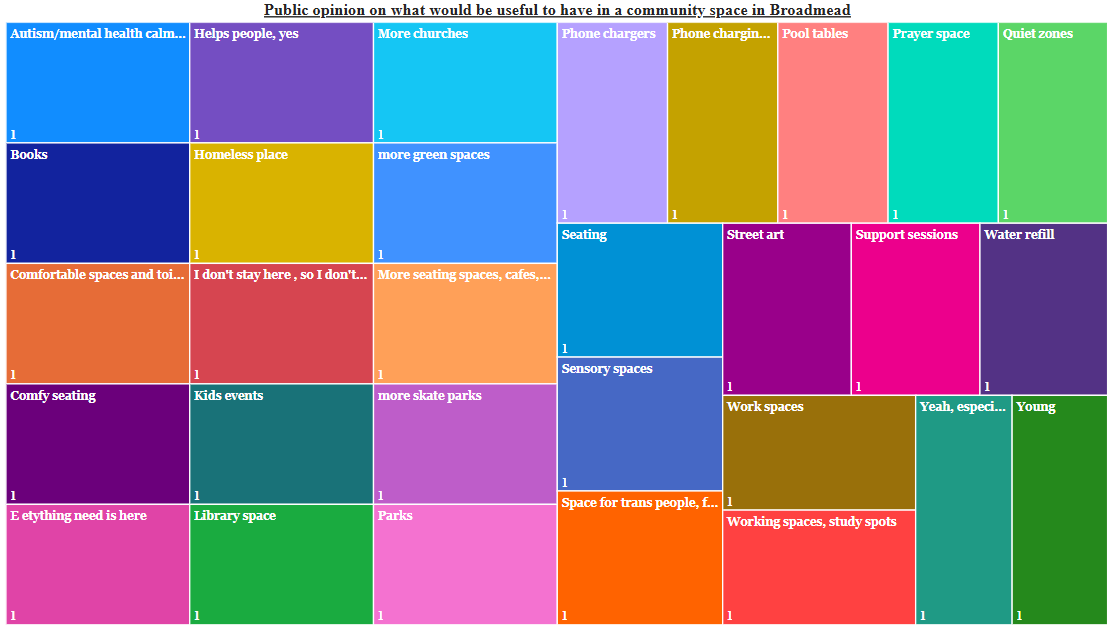 Public opinion on what would be useful to have in a community space in Broadmead
Autism/mental health calm...
1
Books
1
Comfortable spaces and toi...
1
Comfy seating
1
E etything need is here
1
Helps people, yes
1
Homeless place
1
I don't stay here , so I don't...
1
Kids events
1
Library space
1
More churches
1
more green spaces
1
More seating spaces, cafes,...
1
more skate parks
1
Parks
1
Phone chargers
1
Phone chargin...
1
Pool tables
1
Prayer space
1
Quiet zones
1
Seating
1
Sensory spaces
1
Space for trans people, f...
1
Street art
1
Support sessions
1
Water refill
1
Work spaces
1
Working spaces, study spots
1
Yeah, especi...
1
Young
1